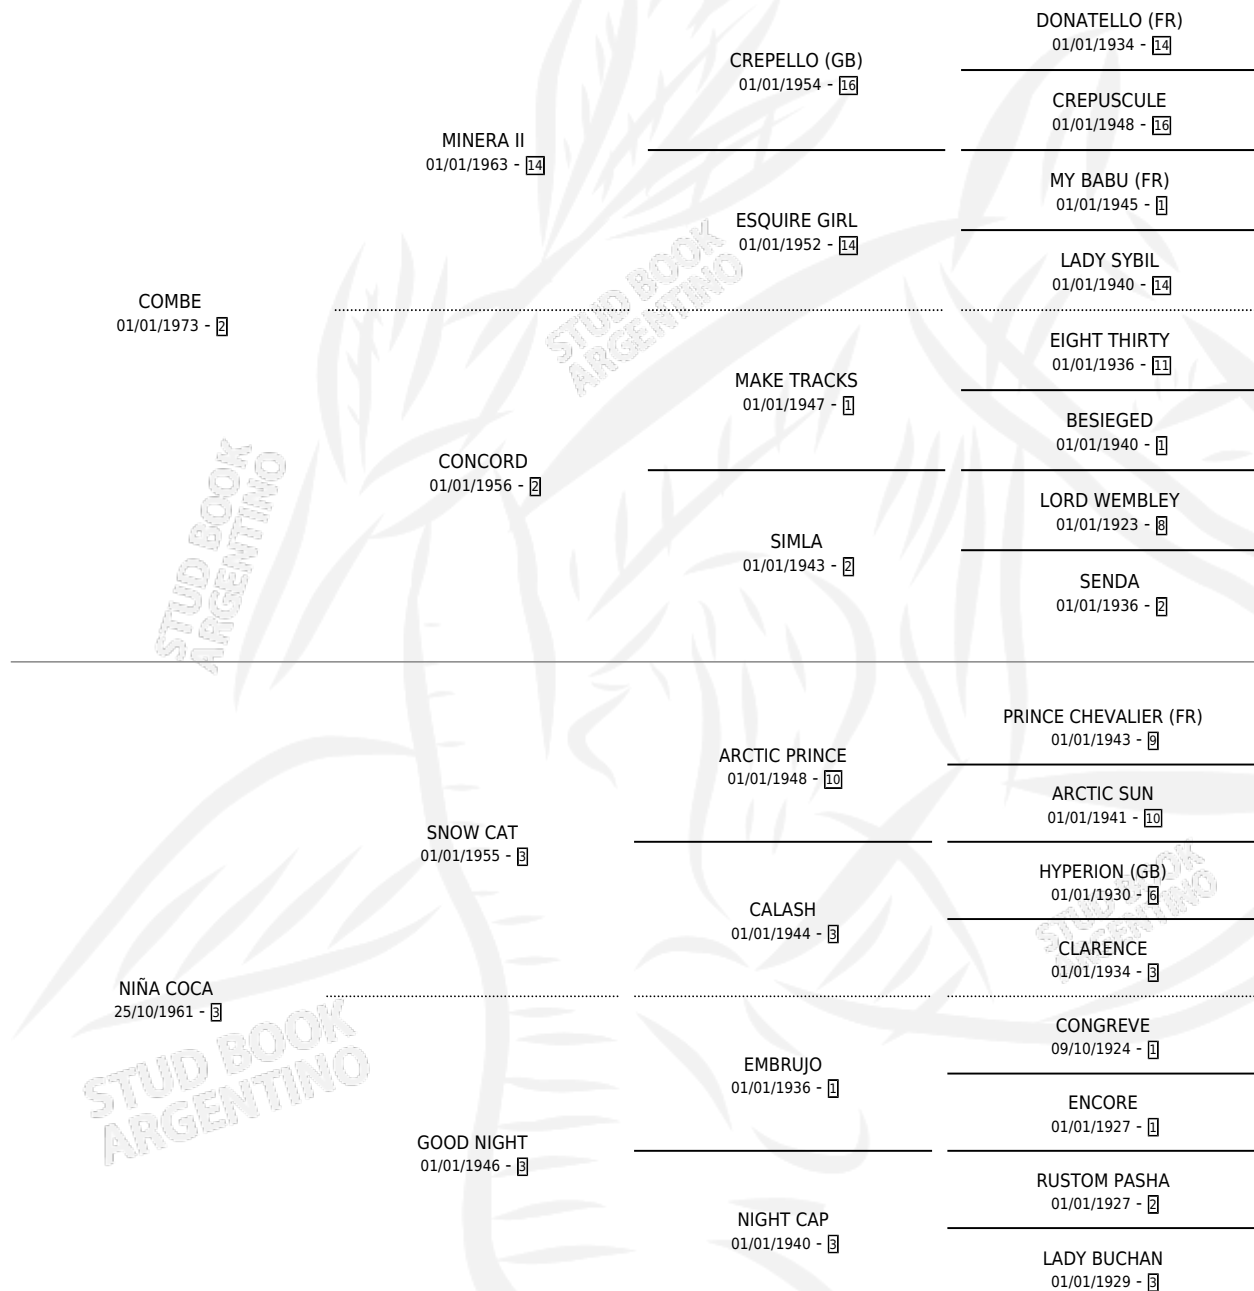 DONATELLO (FR)
01/01/1934 - 14
CREPELLO (GB)
01/01/1954 - 16
CREPUSCULE
01/01/1948 - 16
MINERA II
01/01/1963 - 14
MY BABU (FR)
01/01/1945 - 1
ESQUIRE GIRL
01/01/1952 - 14
LADY SYBIL
01/01/1940 - 14
COMBE
01/01/1973 - 2
EIGHT THIRTY
01/01/1936 - 11
MAKE TRACKS
01/01/1947 - 1
BESIEGED
01/01/1940 - 1
CONCORD
01/01/1956 - 2
LORD WEMBLEY
01/01/1923 - 8
SIMLA
01/01/1943 - 2
SENDA
01/01/1936 - 2
PRINCE CHEVALIER (FR)
01/01/1943 - 9
ARCTIC PRINCE
01/01/1948 - 10
ARCTIC SUN
01/01/1941 - 10
SNOW CAT
01/01/1955 - 3
HYPERION (GB)
01/01/1930 - 6
CALASH
01/01/1944 - 3
CLARENCE
01/01/1934 - 3
NIÑA COCA
25/10/1961 - 3
CONGREVE
09/10/1924 - 1
EMBRUJO
01/01/1936 - 1
ENCORE
01/01/1927 - 1
GOOD NIGHT
01/01/1946 - 3
RUSTOM PASHA
01/01/1927 - 2
NIGHT CAP
01/01/1940 - 3
LADY BUCHAN
01/01/1929 - 3
STUD BOOK
ARGENTINO
STUD BOOK
ARGENTINO
STUD BOOK
ARGENTINO
STUD BOOK
ARGENTINO